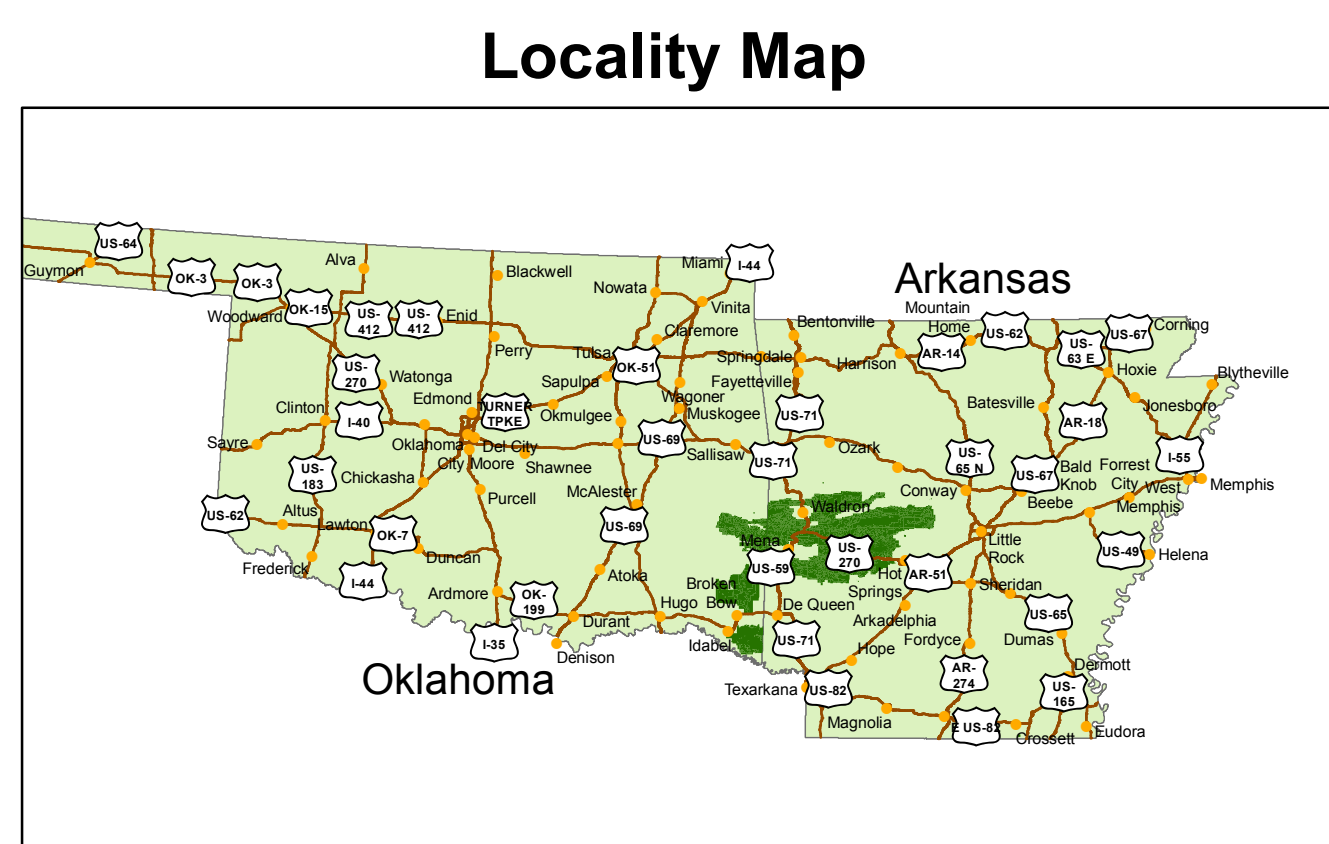 Locality Map
Arkansas
Oklahoma
US-64
Guymon
OK-3
OK-3
Alva
Blackwell
Nowata
Miami
I-44
Vinita
Woodward
OK-15
US-
412
US-
412
Enid
Perry
Claremore
Tulsa
OK-51
Sapulpa
US-
270
Watonga
Edmond
TURNER
TPKE
Okmulgee
Wagoner
Muskogee
Clinton
I-40
Oklahoma
City
Del City
Moore
Shawnee
US-69
Sallisaw
Sayre
US-
183
Chickasha
Purcell
McAlester
US-69
US-62
Altus
Lawton
OK-7
Duncan
Frederick
I-44
Ardmore
OK-
199
Atoka
I-35
Durant
Denison
Hugo
Broken
Bow
Idabel
Bentonville
Springdale
Fayetteville
Harrison
Mountain
Home
AR-14
US-62
US-
63 E
US-67
Corning
Hoxie
Blytheville
Jonesboro
Batesville
AR-18
US-71
US-71
Ozark
US-
65 N
Conway
US-67
Bald
Knob
Beebe
Forrest
City
West
Memphis
I-55
Memphis
Waldron
Mena
US-59
US-
270
Hot
Springs
AR-51
Little
Rock
Sheridan
US-49
Helena
De Queen
US-71
Arkadelphia
Hope
Fordyce
US-65
Dumas
Dermott
Texarkana
US-82
Magnolia
AR-
274
E US-82
Crossett
US-
165
Eudora